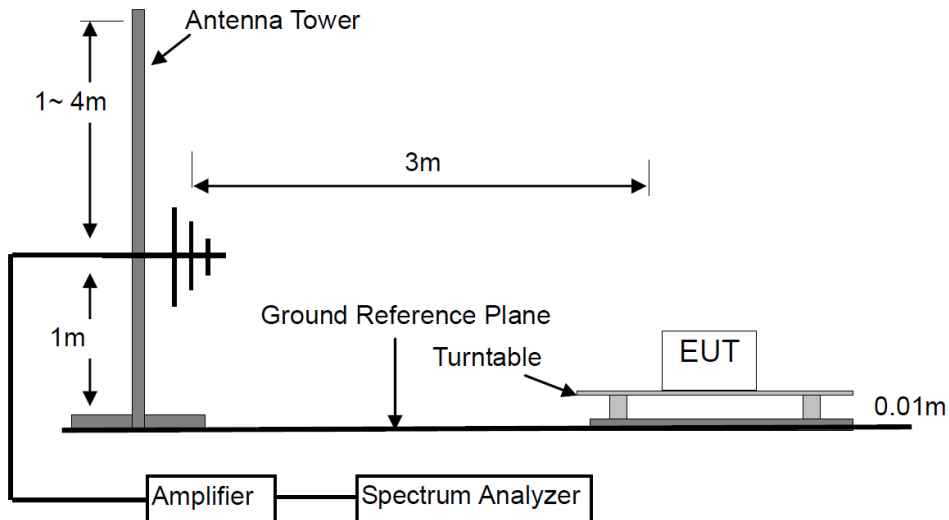 Antenna Tower
1~ 4m
3m
1m
Ground Reference Plane
Turntable
EUT
0.01m
Amplifier
Spectrum Analyzer